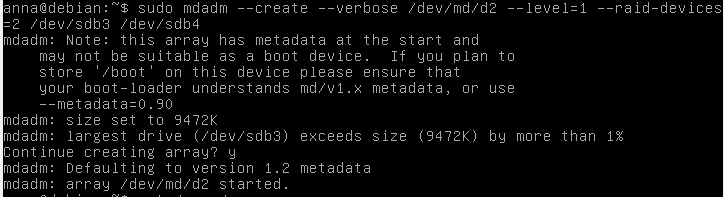 anna@debian:~$ sudo mdadm --create --verbose /dev/md/d2 --level=1 --raid-devices
=2 /dev/sdb3 /dev/sdb4
mdadm: Note: this array has metadata at the start and
    may not be suitable as a boot device.  If you plan to
    store '/boot' on this device please ensure that
    your boot-loader understands md/v1.x metadata, or use
    --metadata=0.90
mdadm: size set to 9472K
mdadm: largest drive (/dev/sdb3) exceeds size (9472K) by more than 1%
Continue creating array? y
mdadm: Defaulting to version 1.2 metadata
mdadm: array /dev/md/d2 started.